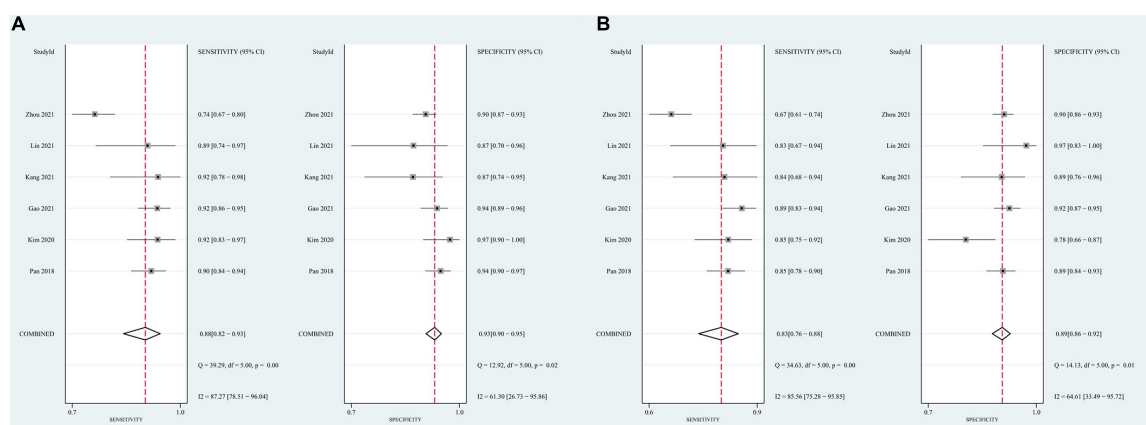 A
StudyId
SENSITIVITY (95% CI)
Zhou 2021
0.74 [0.67 − 0.80]
Lin 2021
0.89 [0.74 − 0.97]
Kang 2021
0.92 [0.78 − 0.98]
Gao 2021
0.92 [0.86 − 0.95]
Kim 2020
0.92 [0.83 − 0.97]
Pan 2018
0.90 [0.84 − 0.94]
COMBINED
0.88[0.82 − 0.93]
Q = 39.29, df = 5.00, p = 0.00
I2 = 87.27 [78.51 − 96.04]
0.7
1.0
SENSITIVITY
StudyId
SPECIFICITY (95% CI)
Zhou 2021
0.90 [0.87 − 0.93]
Lin 2021
0.87 [0.70 − 0.96]
Kang 2021
0.87 [0.74 − 0.95]
Gao 2021
0.94 [0.89 − 0.96]
Kim 2020
0.97 [0.90 − 1.00]
Pan 2018
0.94 [0.90 − 0.97]
COMBINED
0.93[0.90 − 0.95]
Q = 12.92, df = 5.00, p = 0.02
I2 = 61.30 [26.73 − 95.86]
0.7
1.0
SPECIFICITY
B
StudyId
SENSITIVITY (95% CI)
Zhou 2021
0.67 [0.61 − 0.74]
Lin 2021
0.83 [0.67 − 0.94]
Kang 2021
0.84 [0.68 − 0.94]
Gao 2021
0.89 [0.83 − 0.94]
Kim 2020
0.85 [0.75 − 0.92]
Pan 2018
0.85 [0.78 − 0.90]
COMBINED
0.83[0.76 − 0.88]
Q = 34.63, df = 5.00, p = 0.00
I2 = 85.56 [75.28 − 95.85]
0.6
0.9
SENSITIVITY
StudyId
SPECIFICITY (95% CI)
Zhou 2021
0.90 [0.86 − 0.93]
Lin 2021
0.97 [0.83 − 1.00]
Kang 2021
0.89 [0.76 − 0.96]
Gao 2021
0.92 [0.87 − 0.95]
Kim 2020
0.78 [0.66 − 0.87]
Pan 2018
0.89 [0.84 − 0.93]
COMBINED
0.89[0.86 − 0.92]
Q = 14.13, df = 5.00, p = 0.01
I2 = 64.61 [33.49 − 95.72]
0.7
1.0
SPECIFICITY